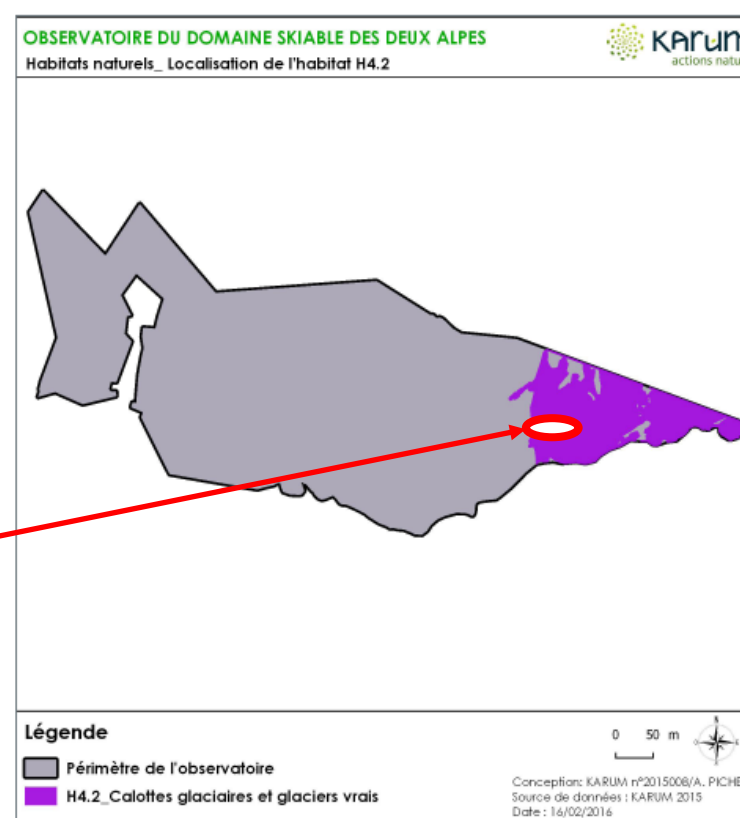 OBSERVATOIRE DU DOMAINE SKIABLE DES DEUX ALPES
Habitats naturels_ Localisation de l'habitat H4.2
KARUM
actions natu
Légende
Périmètre de l'observatoire
H4.2_Calottes glaciaires et glaciers vrais
0 50 m
N
Conception: KARUM n°2015008/A. PICHE
Source de données : KARUM 2015
Date : 16/02/2016